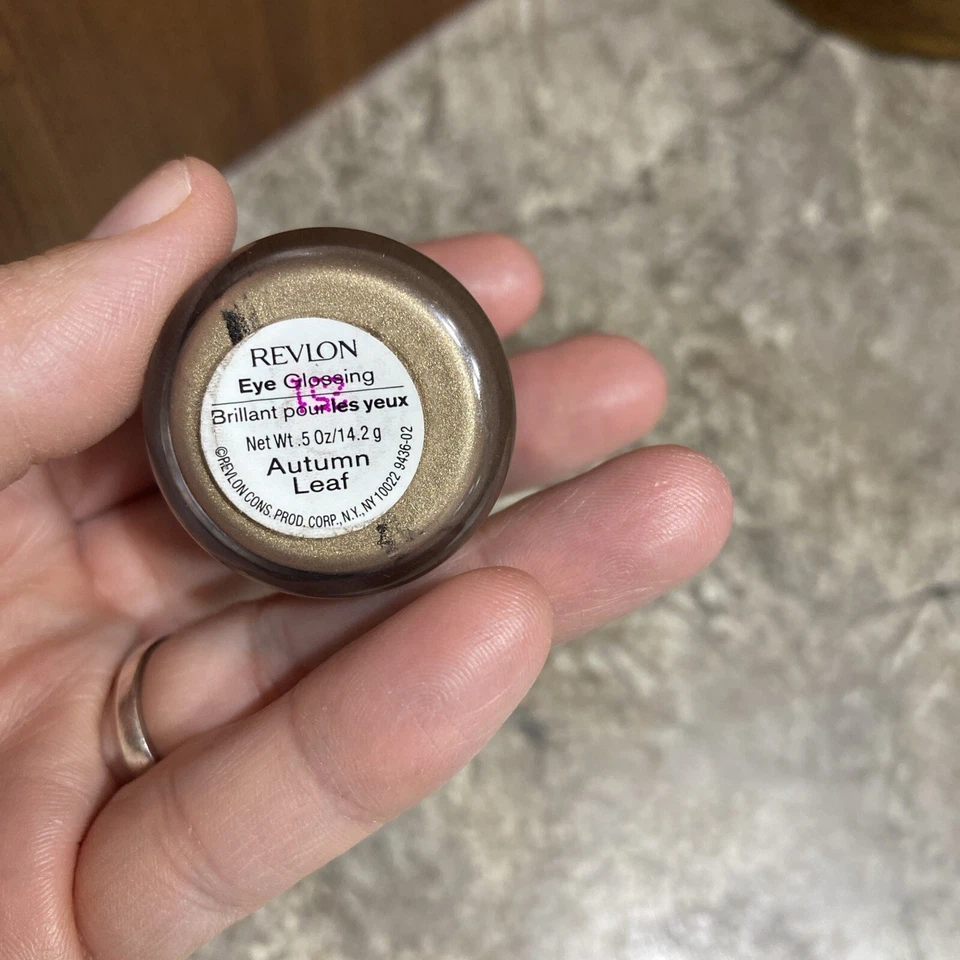 REVLON
Eye Glossing
Brillant pour les yeux
Net Wt .5 Oz/14.2 g
Autumn
Leaf
©REVLON CONS. PROD. CORP., N.Y., NY 10022 9436-02